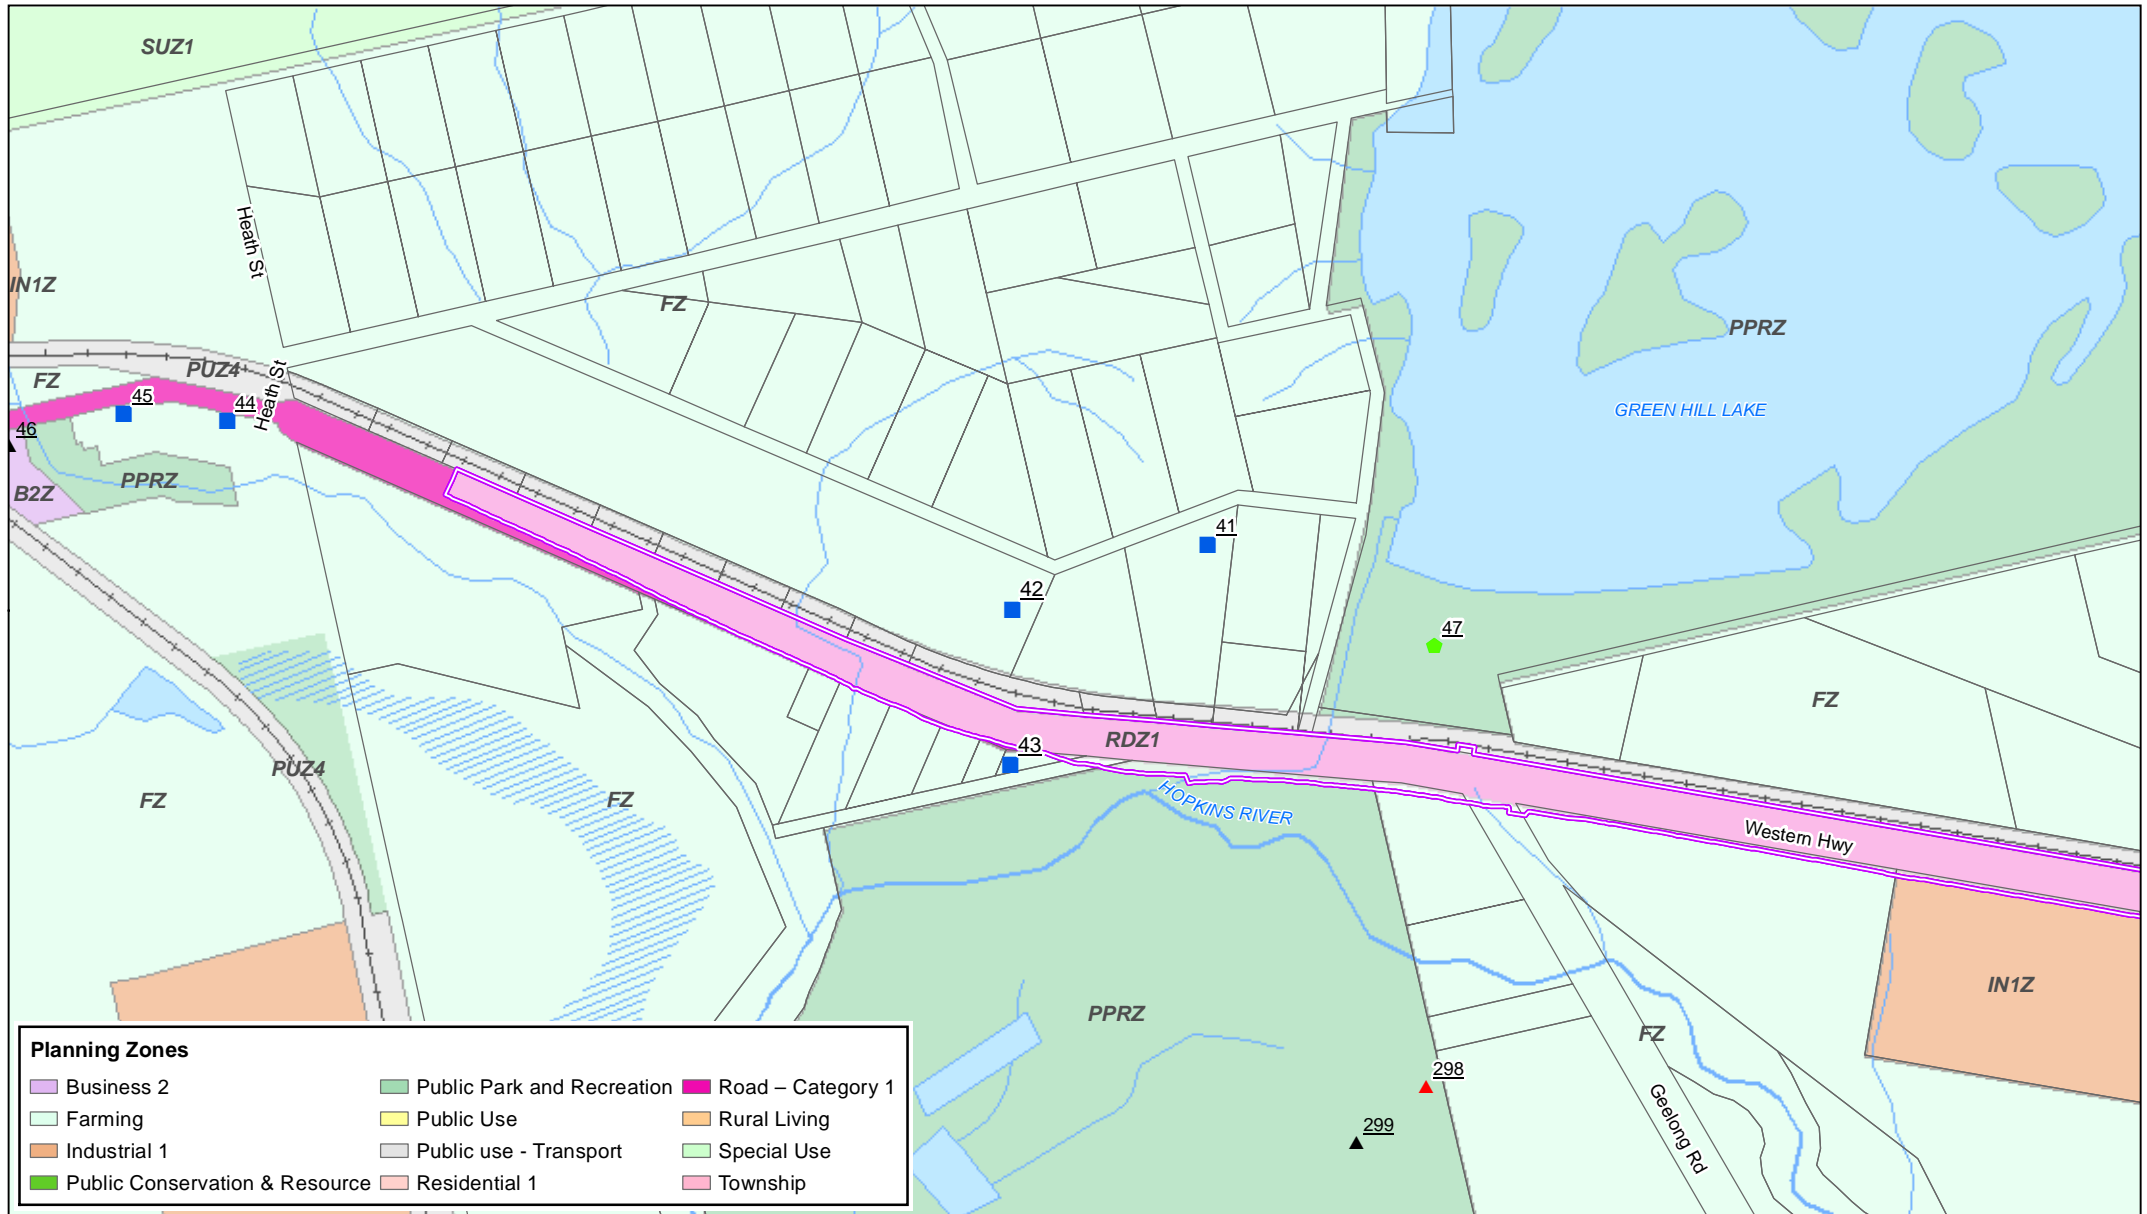 SUZ1
Heath St
IN1Z
FZ
PPRZ
PUZ4
FZ
Heath St
45
44
46
GREEN HILL LAKE
PPRZ
B2Z
41
42
47
FZ
43
RDZ1
PUZ4
FZ
FZ
HOPKINS RIVER
Western Hwy
IN1Z
PPRZ
FZ
298
299
Geelong Rd
Planning Zones
Business 2
Farming
Industrial 1
Public Conservation & Resource
Public Park and Recreation
Public Use
Public use - Transport
Residential 1
Road – Category 1
Rural Living
Special Use
Township